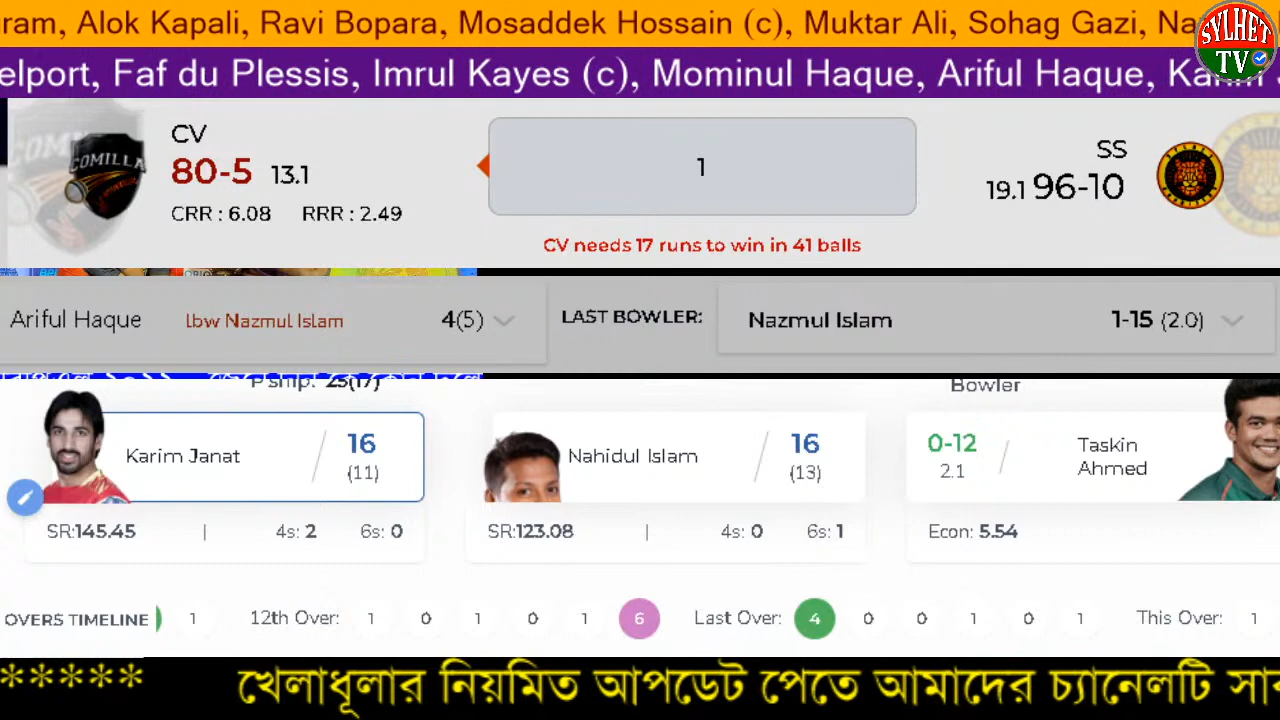 ram, Alok Kapali, Ravi Bopara, Mosaddek Hossain (c), Muktar Ali, Sohag Gazi, Na
SYLHET TV
elport, Faf du Plessis, Imrul Kayes (c), Mominul Haque, Ariful Haque, Karim
COMILLA
CV
80-5 13.1
CRR : 6.08 RRR : 2.49
1
CV needs 17 runs to win in 41 balls
SS
19.1 96-10
Ariful Haque lbw Nazmul Islam 4(5) LAST BOWLER: Nazmul Islam 1-15 (2.0)
P'ship: 25(17) Bowler
Karim Janat 16 (11)
Nahidul Islam 16 (13)
0-12 2.1 Taskin Ahmed
SR:145.45 | 4s: 2 6s: 0
SR:123.08 | 4s: 0 6s: 1
Econ: 5.54
OVERS TIMELINE 1 12th Over: 1 0 1 0 1 6 Last Over: 4 0 0 1 0 1 This Over: 1
***** খেলাধূলার নিয়মিত আপডেট পেতে আমাদের চ্যানেলটি সা